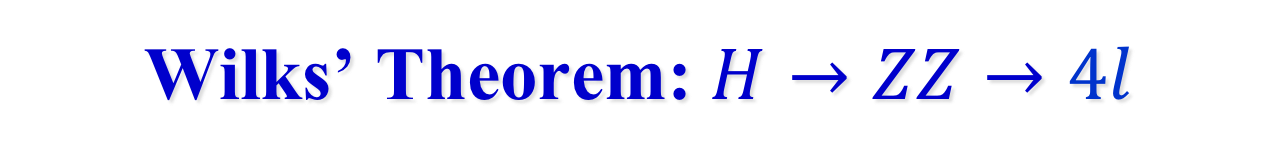 Wilks’ Theorem: 𝐻 → 𝑍𝑍 → 4𝑙